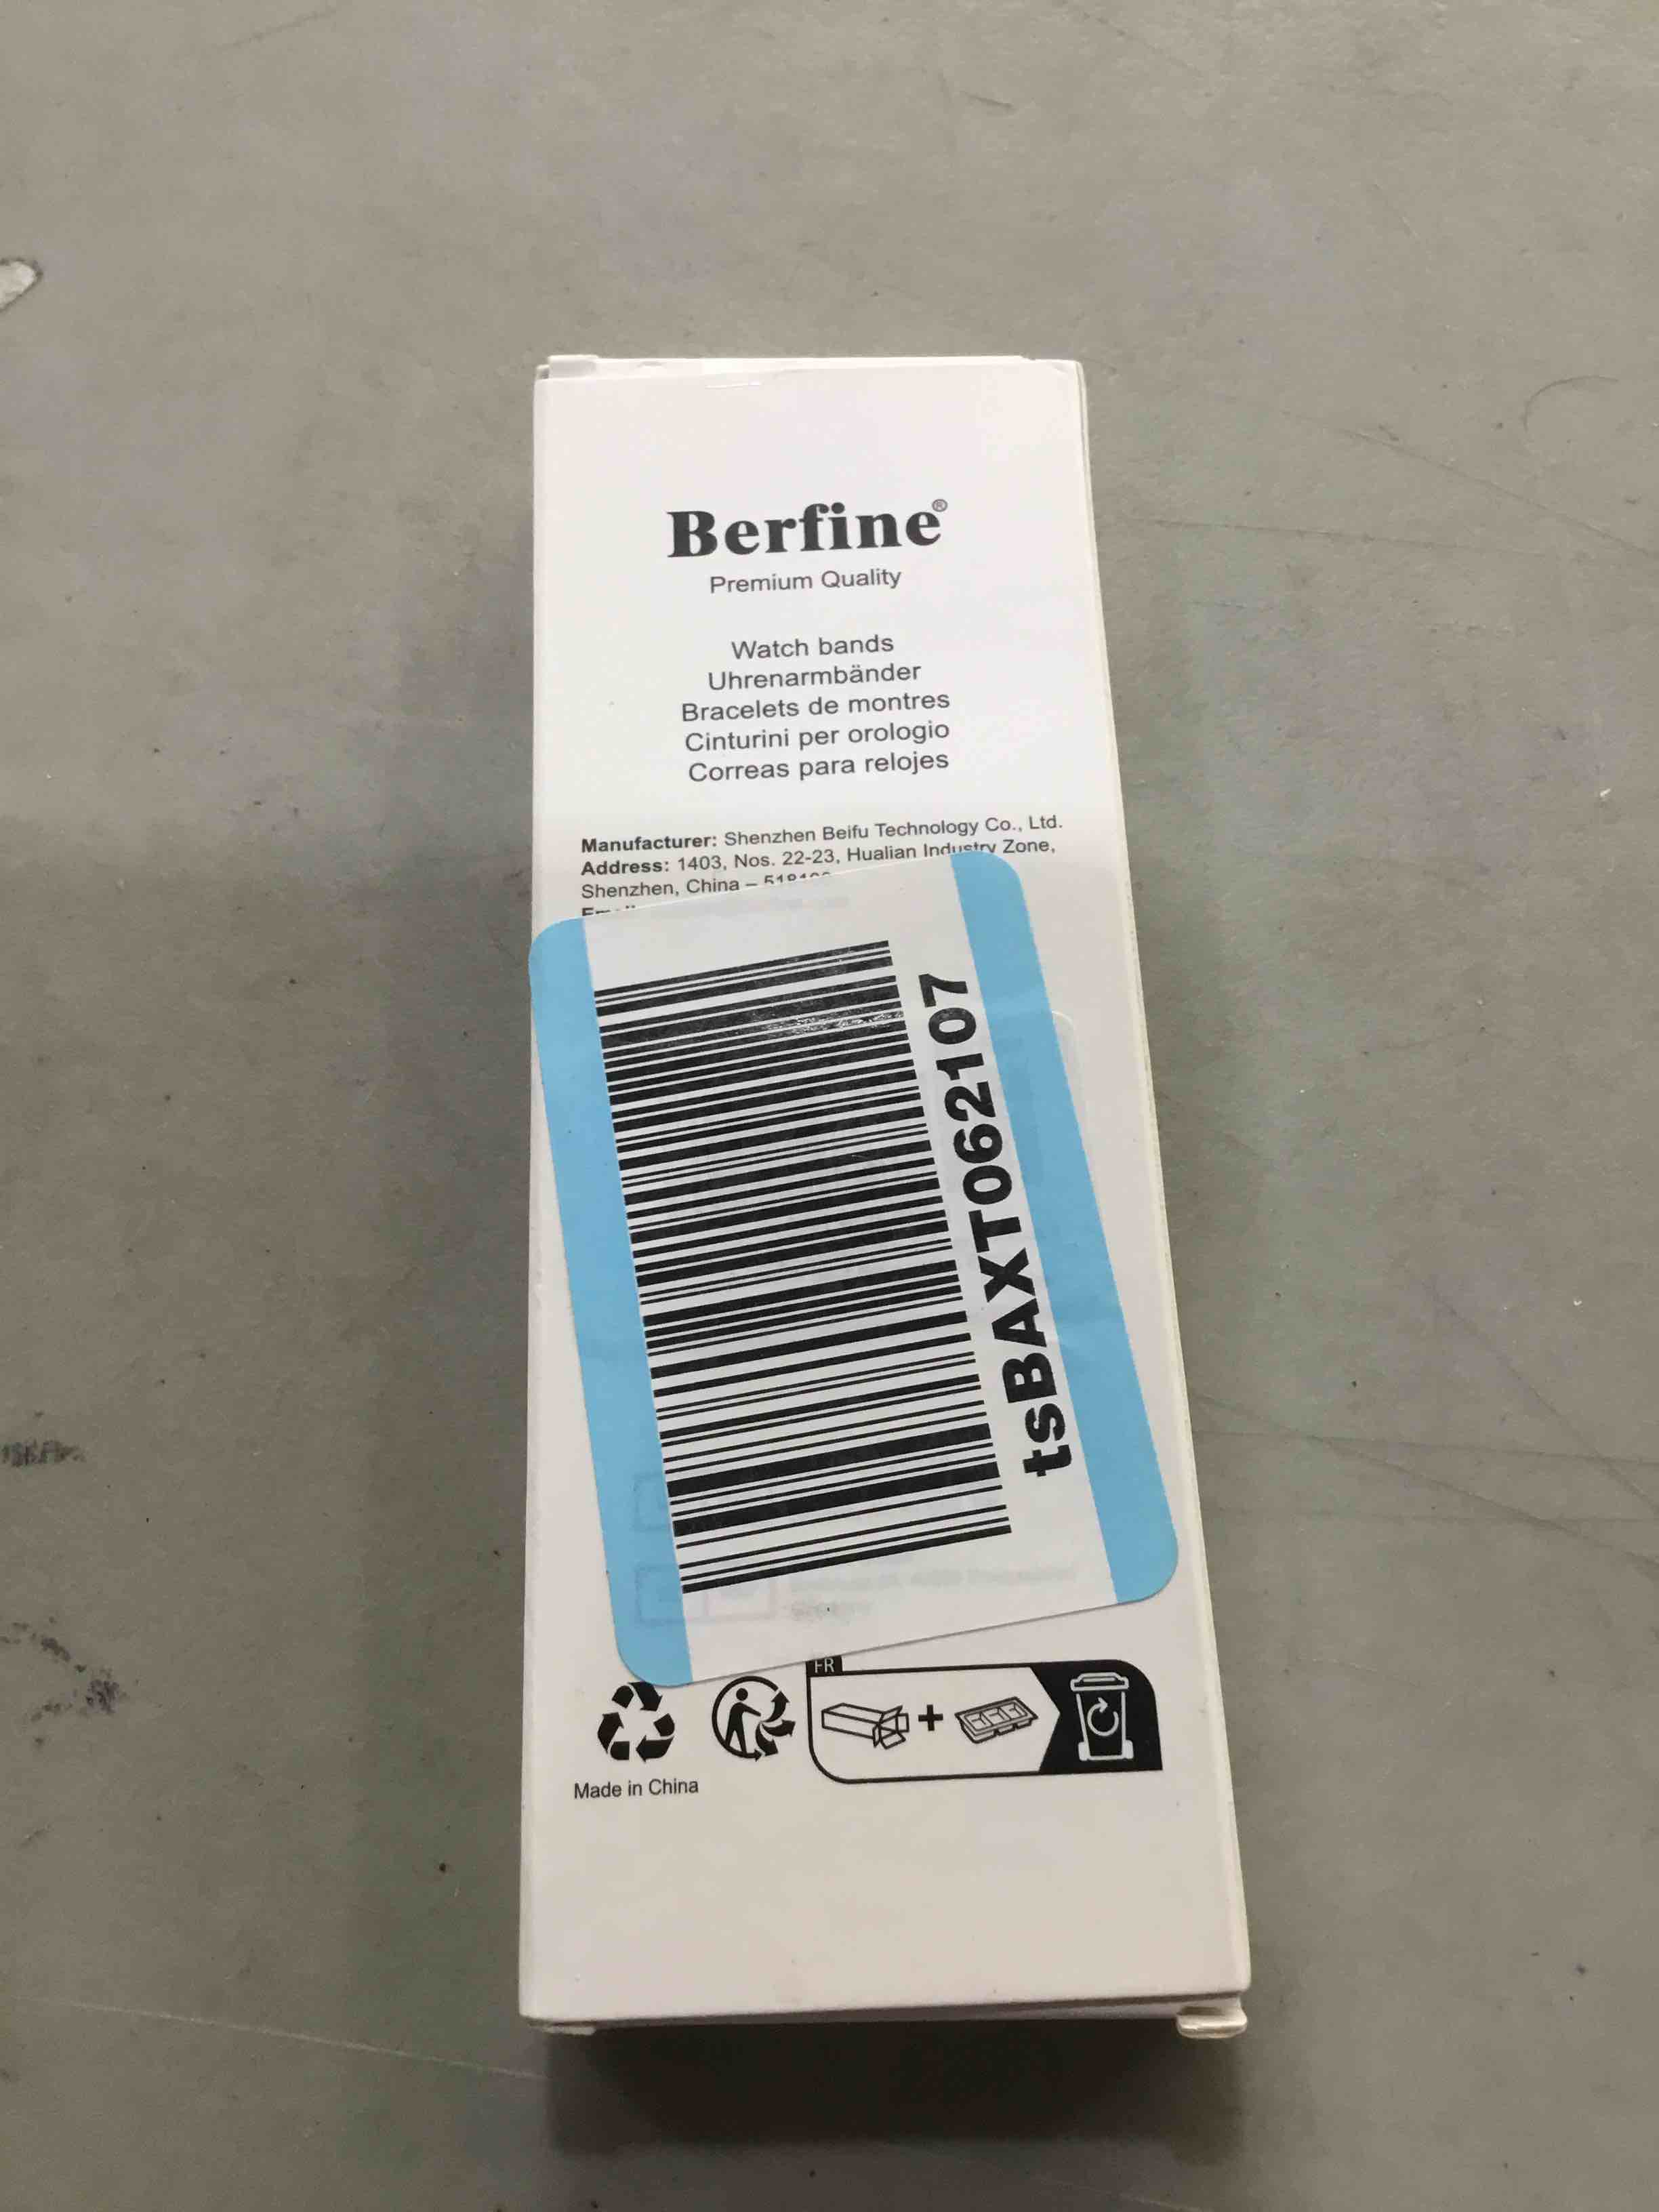 Berfine®
Premium Quality
Watch bands
Uhrenarmbänder
Bracelets de montres
Cinturini per orologio
Correas para relojes
Manufacturer: Shenzhen Beifu Technology Co., Ltd.
Address: 1403, Nos. 22-23, Hualian Industry Zone,
Shenzhen, China –
tsBAXT062107
FR
+
Made in China